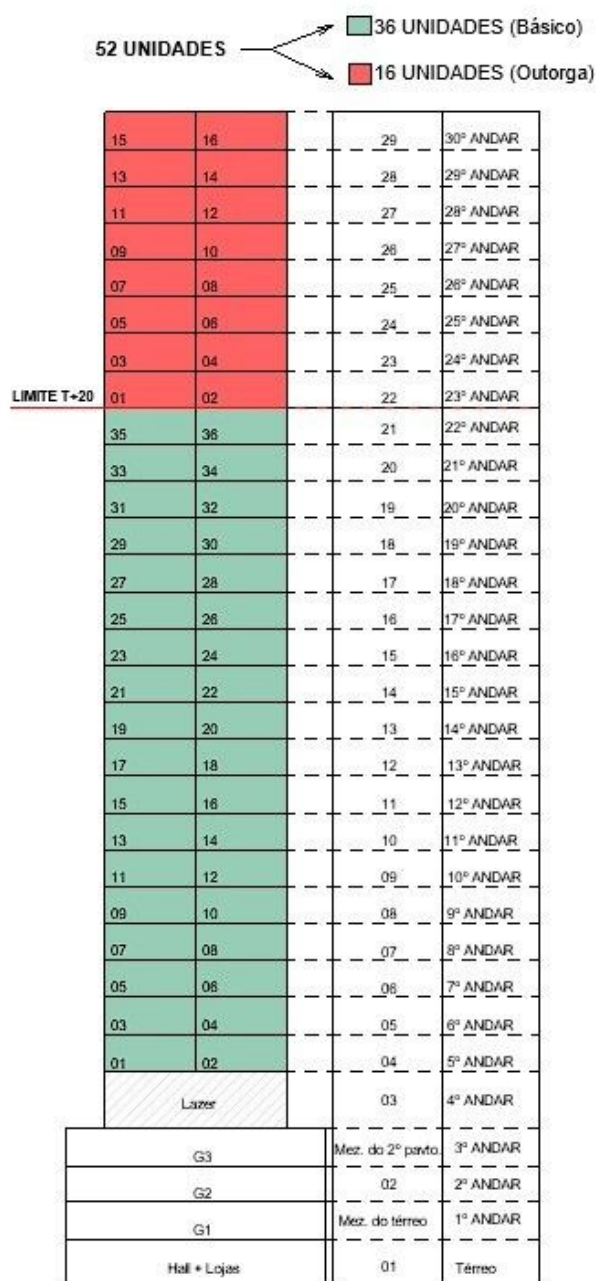 36 UNIDADES (Básico)
52 UNIDADES
16 UNIDADES (Outorga)
15 16 29 30º ANDAR
13 14 28 29º ANDAR
11 12 27 28º ANDAR
09 10 26 27º ANDAR
07 08 25 26º ANDAR
05 06 24 25º ANDAR
03 04 23 24º ANDAR
LIMITE T+20 01 02 22 23º ANDAR
35 36 21 22º ANDAR
33 34 20 21º ANDAR
31 32 19 20º ANDAR
29 30 18 19º ANDAR
27 28 17 18º ANDAR
25 26 16 17º ANDAR
23 24 15 16º ANDAR
21 22 14 15º ANDAR
19 20 13 14º ANDAR
17 18 12 13º ANDAR
15 16 11 12º ANDAR
13 14 10 11º ANDAR
11 12 09 10º ANDAR
09 10 08 9º ANDAR
07 08 07 8º ANDAR
05 06 06 7º ANDAR
03 04 05 6º ANDAR
01 02 04 5º ANDAR
Lazer 03 4º ANDAR
G3 Mez. do 2º pavto. 3º ANDAR
G2 02 2º ANDAR
G1 Mez. do térreo 1º ANDAR
Hall + Lojas 01 Térreo